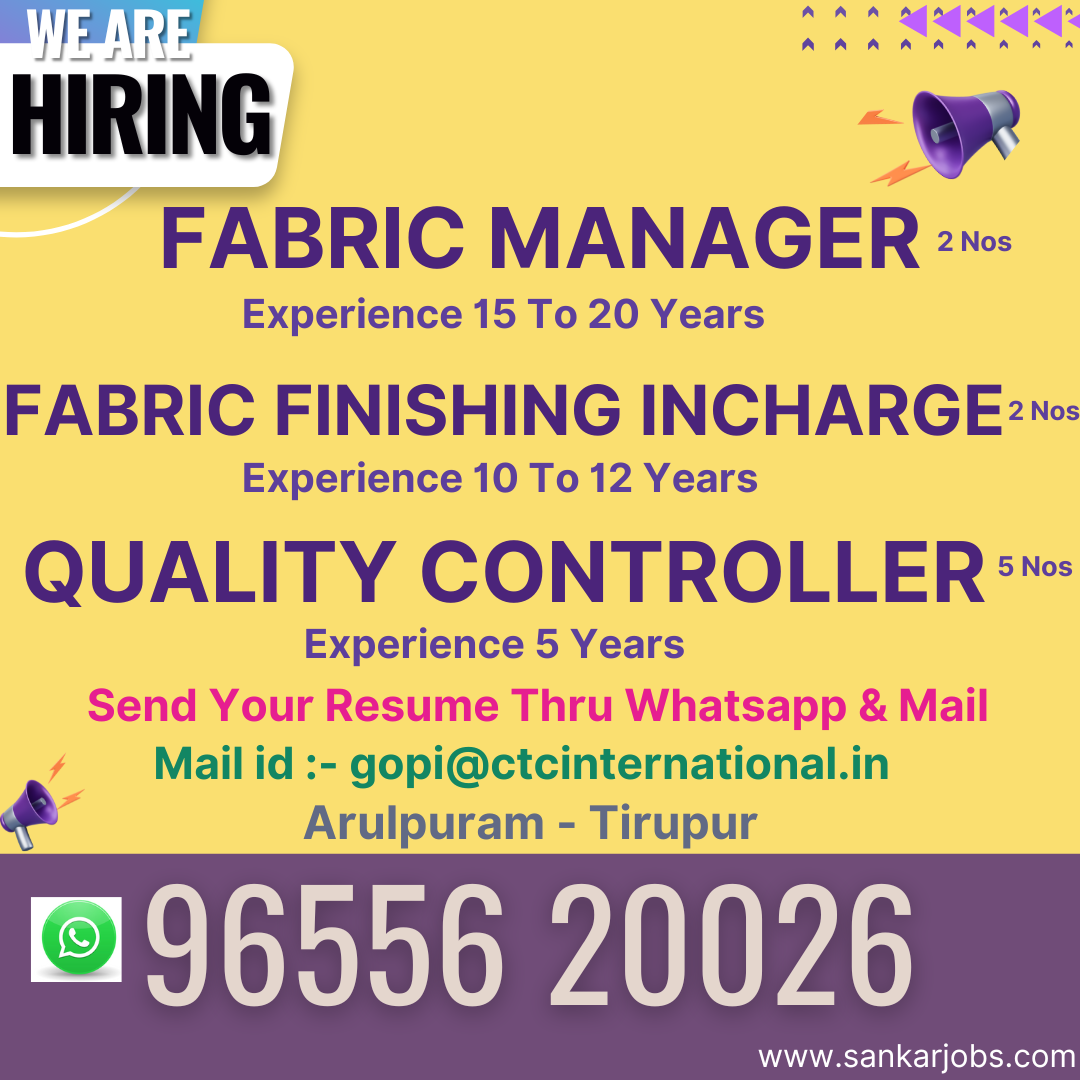 WE ARE
HIRING
FABRIC MANAGER 2 Nos
Experience 15 To 20 Years
FABRIC FINISHING INCHARGE 2 Nos
Experience 10 To 12 Years
QUALITY CONTROLLER 5 Nos
Experience 5 Years
Send Your Resume Thru Whatsapp & Mail
Mail id :- gopi@ctcinternational.in
Arulpuram - Tirupur
96556 20026
www.sankarjobs.com